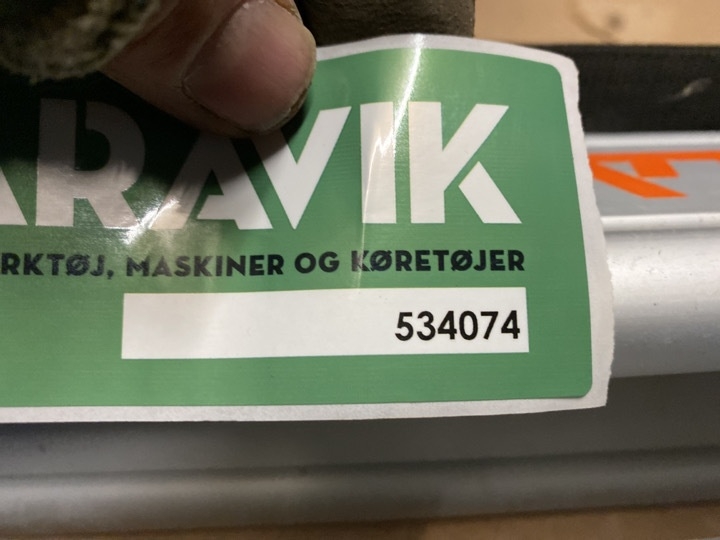 ARAVIK
RKTØJ, MASKINER OG KØRETØJER
534074